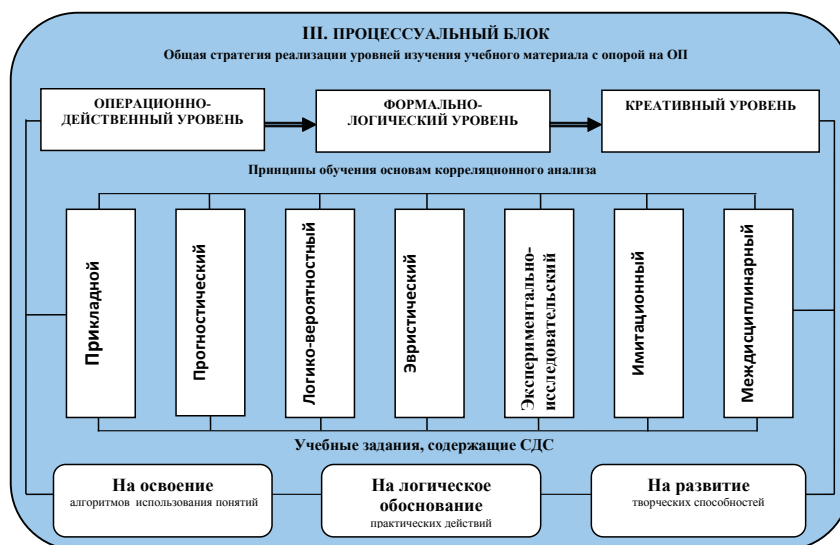 III. ПРОЦЕССУАЛЬНЫЙ БЛОК
Общая стратегия реализации уровней изучения учебного материала с опорой на ОП
ОПЕРАЦИОННО-
ДЕЙСТВЕННЫЙ УРОВЕНЬ
ФОРМАЛЬНО-
ЛОГИЧЕСКИЙ УРОВЕНЬ
КРЕАТИВНЫЙ УРОВЕНЬ
Принципы обучения основам корреляционного анализа
Прикладной
Прогностический
Логико-вероятностный
Эвристический
Экспериментально-
исследовательский
Имитационный
Междисциплинарный
Учебные задания, содержащие СДС
На освоение
алгоритмов использования понятий
На логическое
обоснование
практических действий
На развитие
творческих способностей